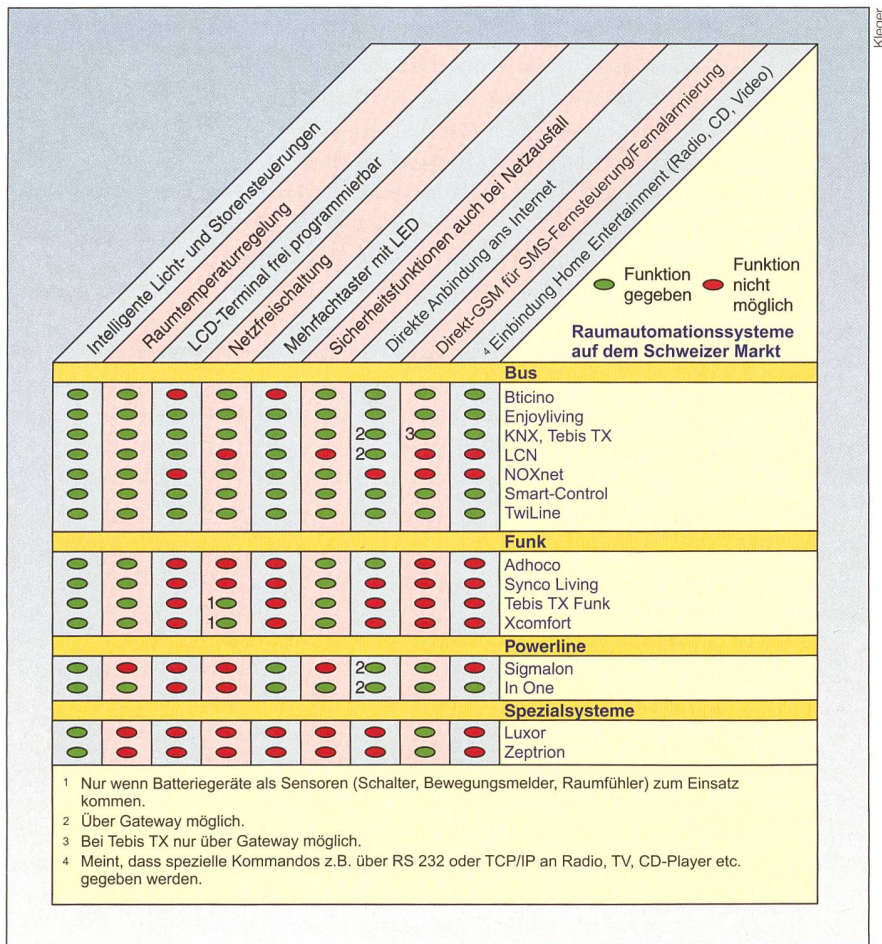 Kleger
Intelligente Licht- und Storensteuerungen
Raumtemperaturregelung
LCD-Terminal frei programmierbar
Netzfreischaltung
Mehrfachtaster mit LED
Sicherheitsfunktionen auch bei Netzausfall
Direkte Anbindung ans Internet
Direkt-GSM für SMS-Fernsteuerung/Fernalarmierung
4 Einbindung Home Entertainment (Radio, CD, Video)
Funktion
gegeben
Funktion
nicht
möglich
Raumautomationssysteme
auf dem Schweizer Markt
Bus
Bticino
Enjoyliving
2 3 KNX, Tebis TX
2 LCN
NOXnet
Smart-Control
TwiLine
Funk
Adhoco
Synco Living
1 Tebis TX Funk
1 Xcomfort
Powerline
2 Sigmalon
2 In One
Spezialsysteme
Luxor
Zeptrion
1 Nur wenn Batteriegeräte als Sensoren (Schalter, Bewegungsmelder, Raumfühler) zum Einsatz
kommen.
2 Über Gateway möglich.
3 Bei Tebis TX nur über Gateway möglich.
4 Meint, dass spezielle Kommandos z.B. über RS 232 oder TCP/IP an Radio, TV, CD-Player etc.
gegeben werden.